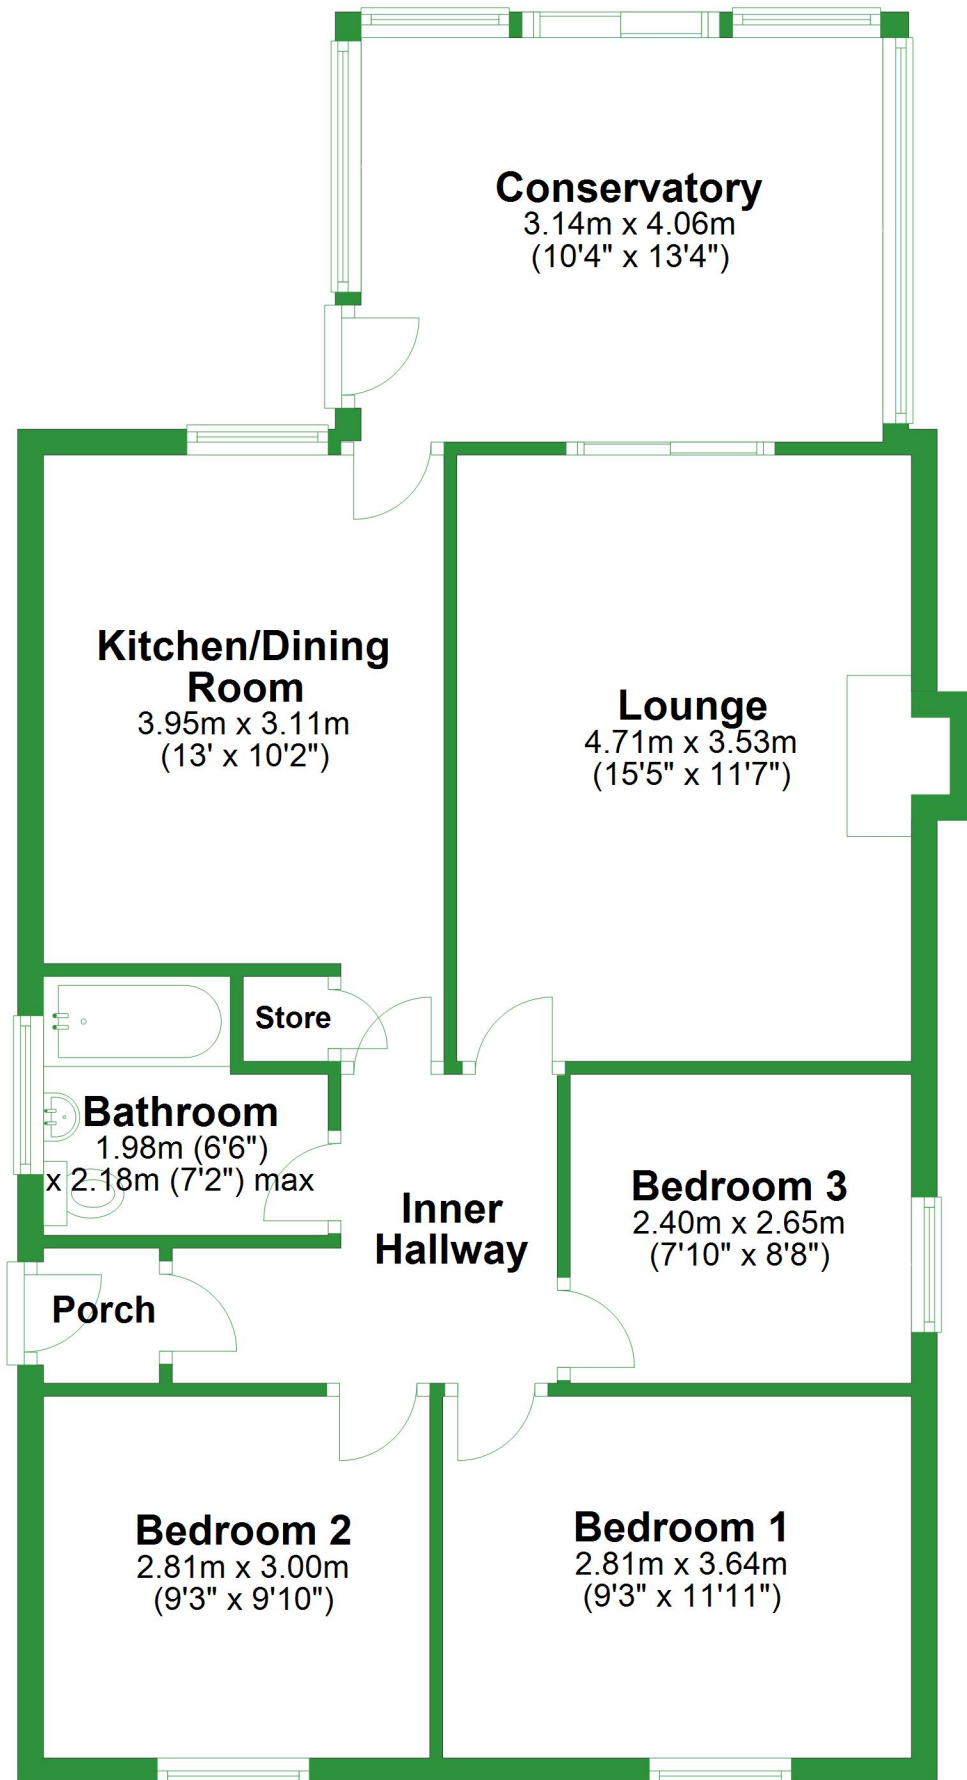 Conservatory
3.14m x 4.06m
(10'4" x 13'4")
Kitchen/Dining
Room
3.95m x 3.11m
(13' x 10'2")
Lounge
4.71m x 3.53m
(15'5" x 11'7")
Store
Bathroom
1.98m (6'6")
x 2.18m (7'2") max
Inner
Hallway
Bedroom 3
2.40m x 2.65m
(7'10" x 8'8")
Porch
Bedroom 2
2.81m x 3.00m
(9'3" x 9'10")
Bedroom 1
2.81m x 3.64m
(9'3" x 11'11")